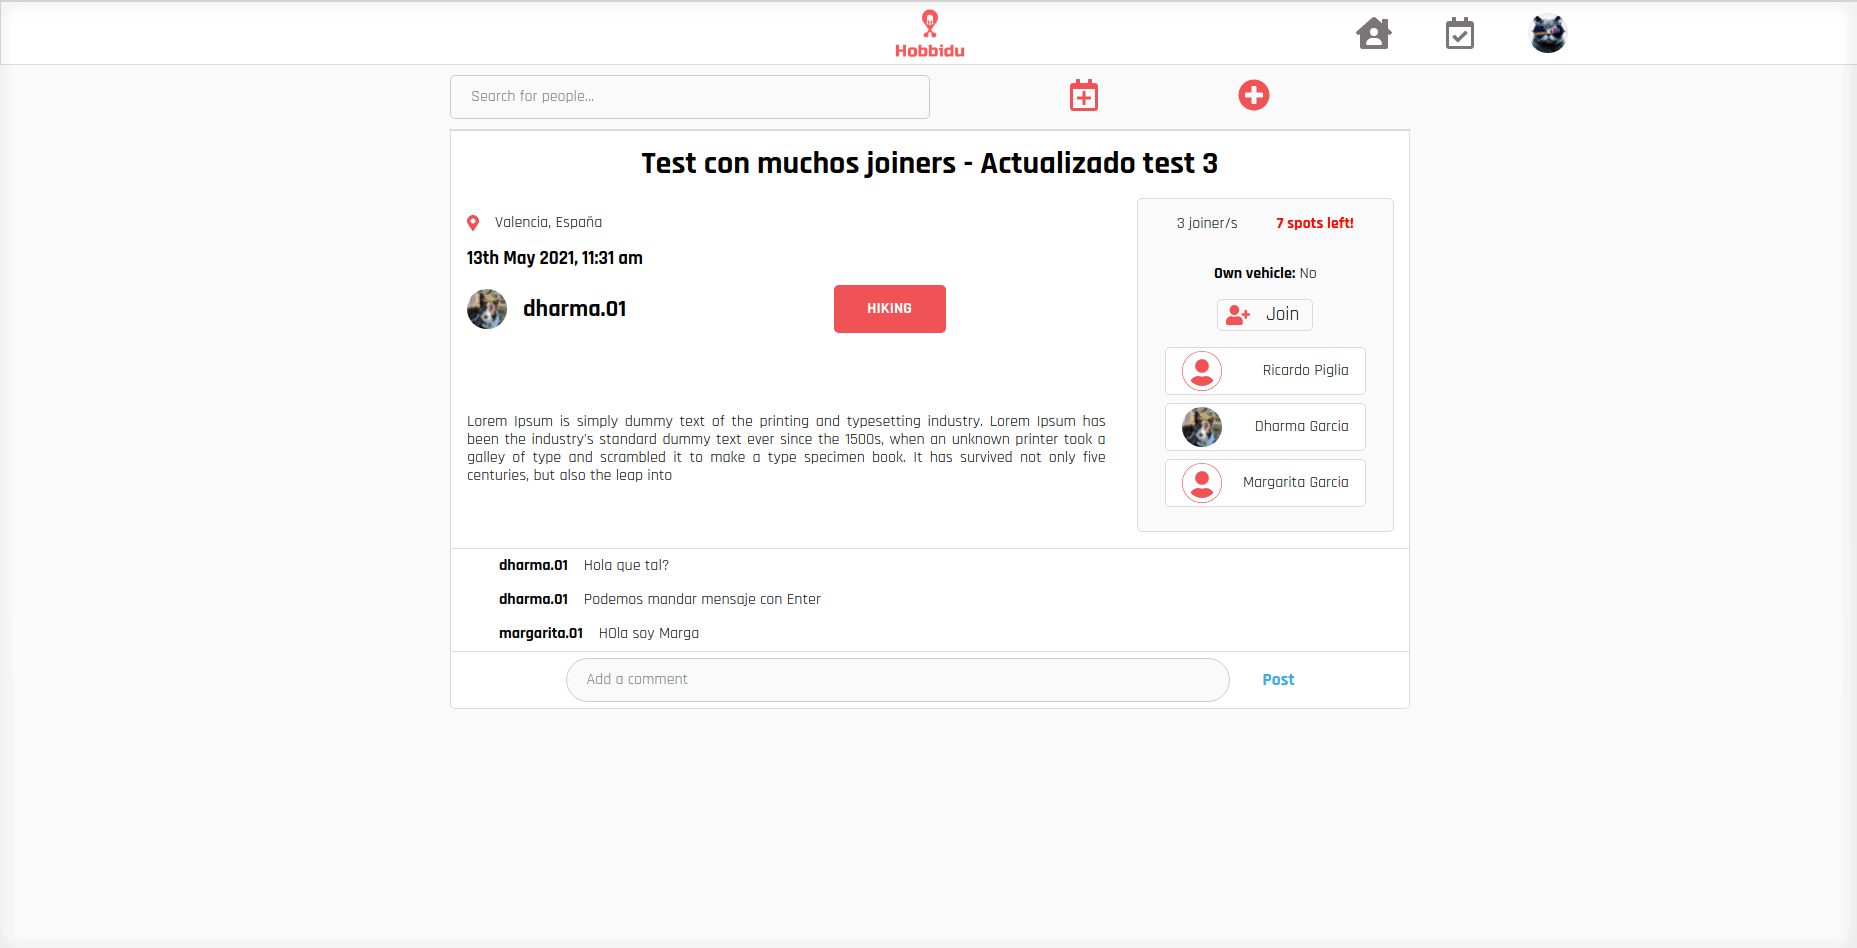 Hobbidu
Search for people...
Test con muchos joiners - Actualizado test 3
Valencia, España
13th May 2021, 11:31 am
dharma.01
HIKING
Lorem Ipsum is simply dummy text of the printing and typesetting industry. Lorem Ipsum has
been the industry's standard dummy text ever since the 1500s, when an unknown printer took a
galley of type and scrambled it to make a type specimen book. It has survived not only five
centuries, but also the leap into
3 joiner/s 7 spots left!
Own vehicle: No
Join
Ricardo Piglia
Dharma Garcia
Margarita Garcia
dharma.01 Hola que tal?
dharma.01 Podemos mandar mensaje con Enter
margarita.01 HOla soy Marga
Add a comment Post